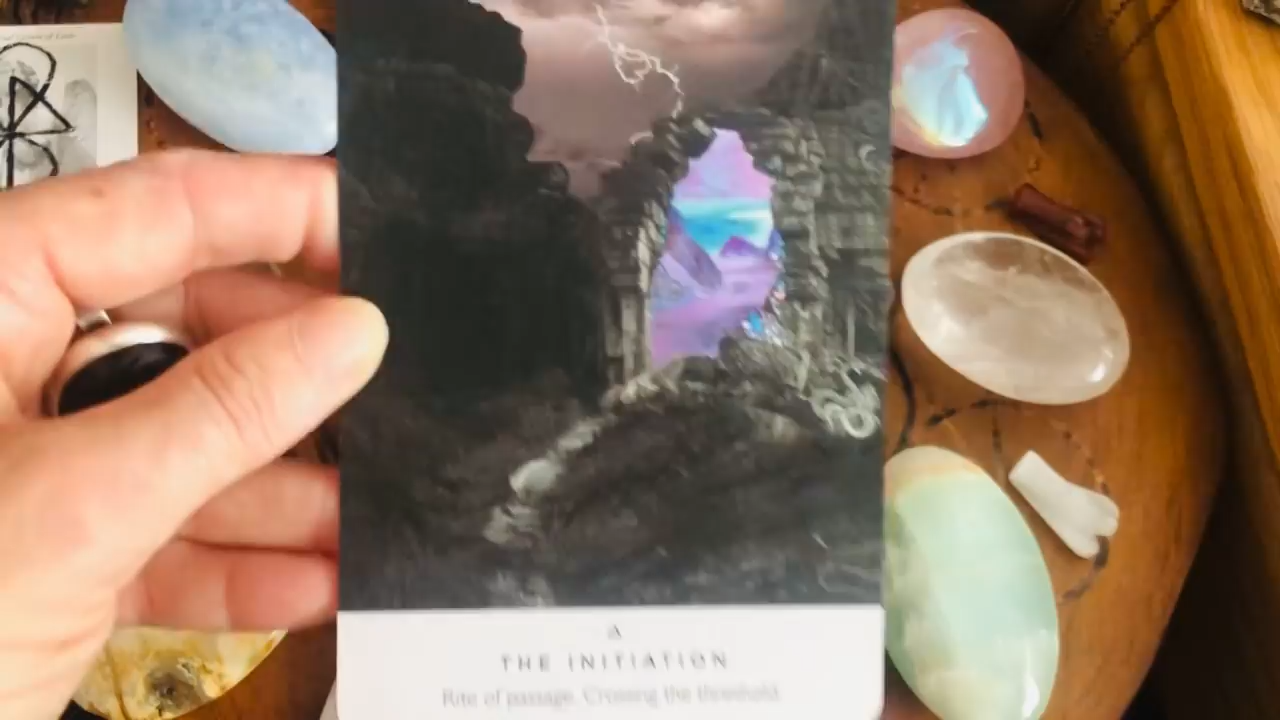 THE INITIATION
Rite of passage. Crossing the threshold.